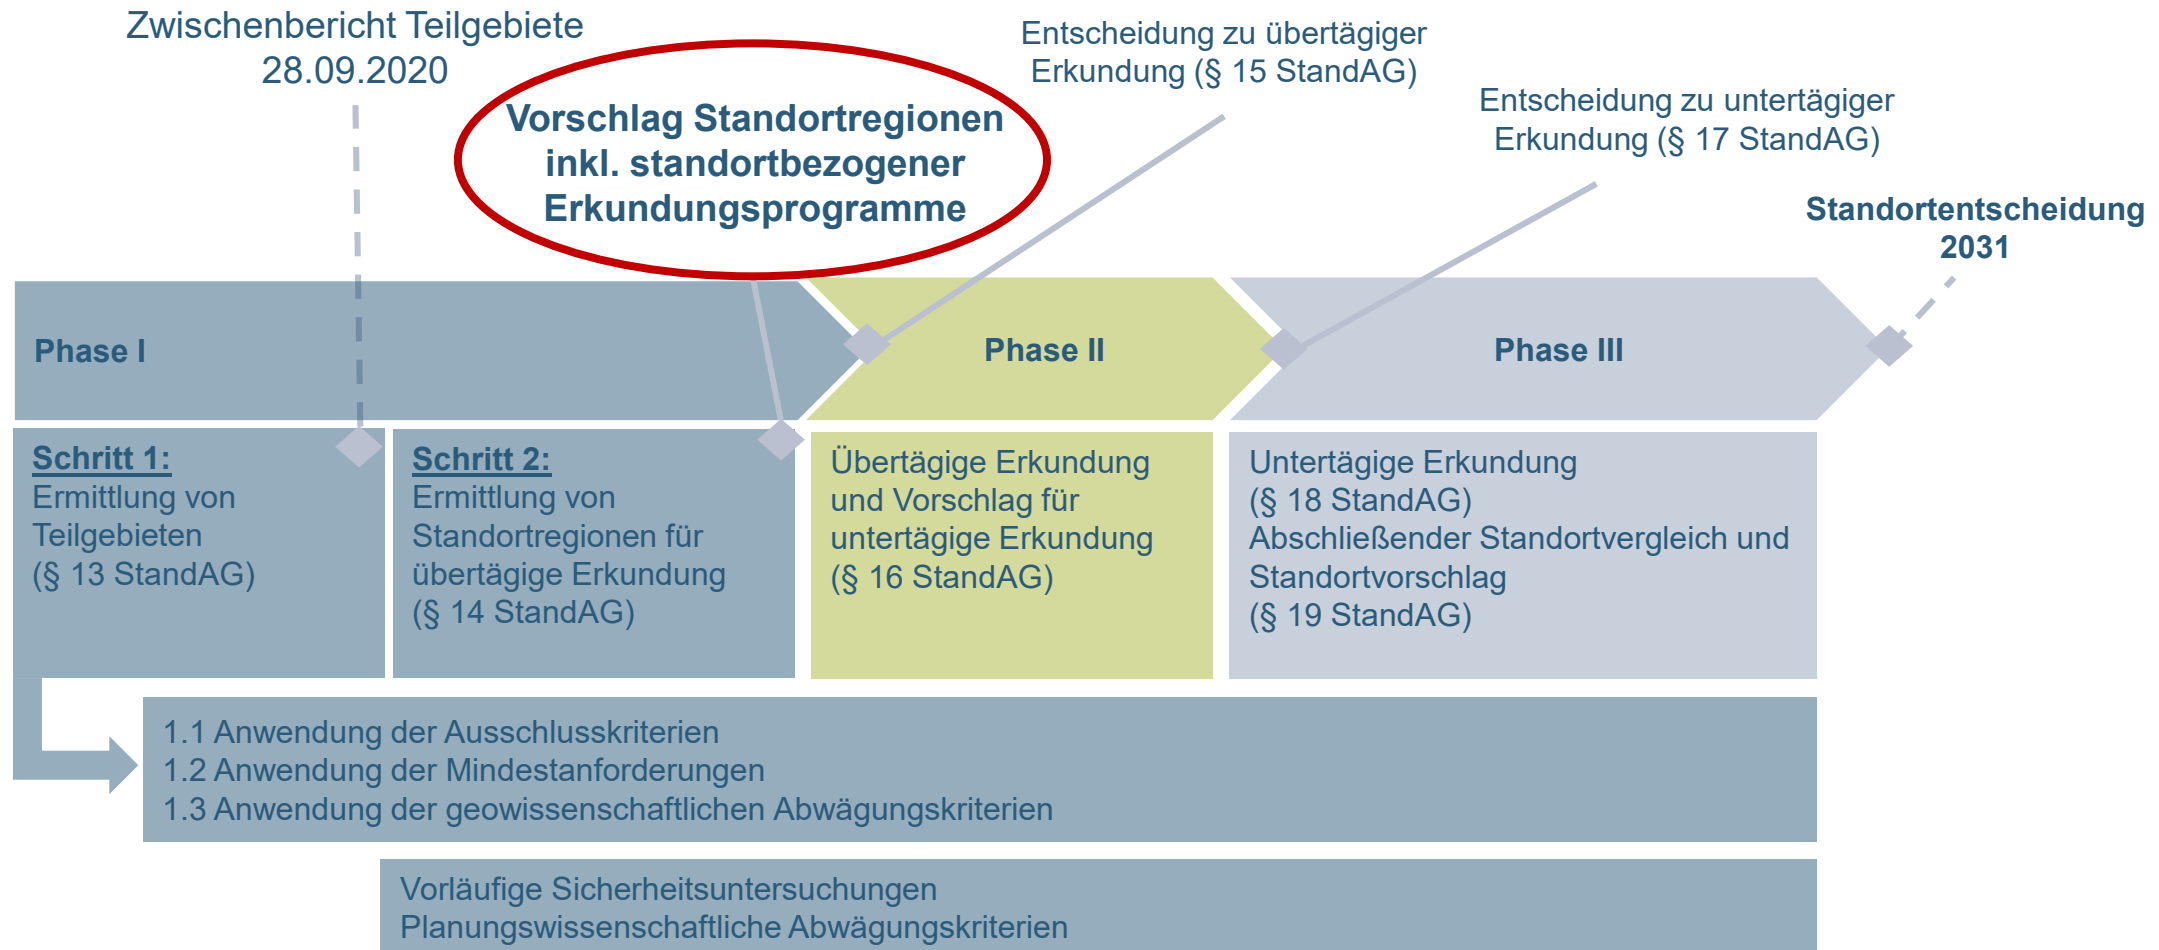 Zwischenbericht Teilgebiete
28.09.2020
Vorschlag Standortregionen
inkl. standortbezogener
Erkundungsprogramme
Entscheidung zu übertägiger
Erkundung (§ 15 StandAG)
Entscheidung zu untertägiger
Erkundung (§ 17 StandAG)
Standortentscheidung
2031
Phase I
Phase II
Phase III
Schritt 1:
Ermittlung von
Teilgebieten
(§ 13 StandAG)
Schritt 2:
Ermittlung von
Standortregionen für
übertägige Erkundung
(§ 14 StandAG)
Übertägige Erkundung
und Vorschlag für
untertägige Erkundung
(§ 16 StandAG)
Untertägige Erkundung
(§ 18 StandAG)
Abschließender Standortvergleich und
Standortvorschlag
(§ 19 StandAG)
1.1 Anwendung der Ausschlusskriterien
1.2 Anwendung der Mindestanforderungen
1.3 Anwendung der geowissenschaftlichen Abwägungskriterien
Vorläufige Sicherheitsuntersuchungen
Planungswissenschaftliche Abwägungskriterien